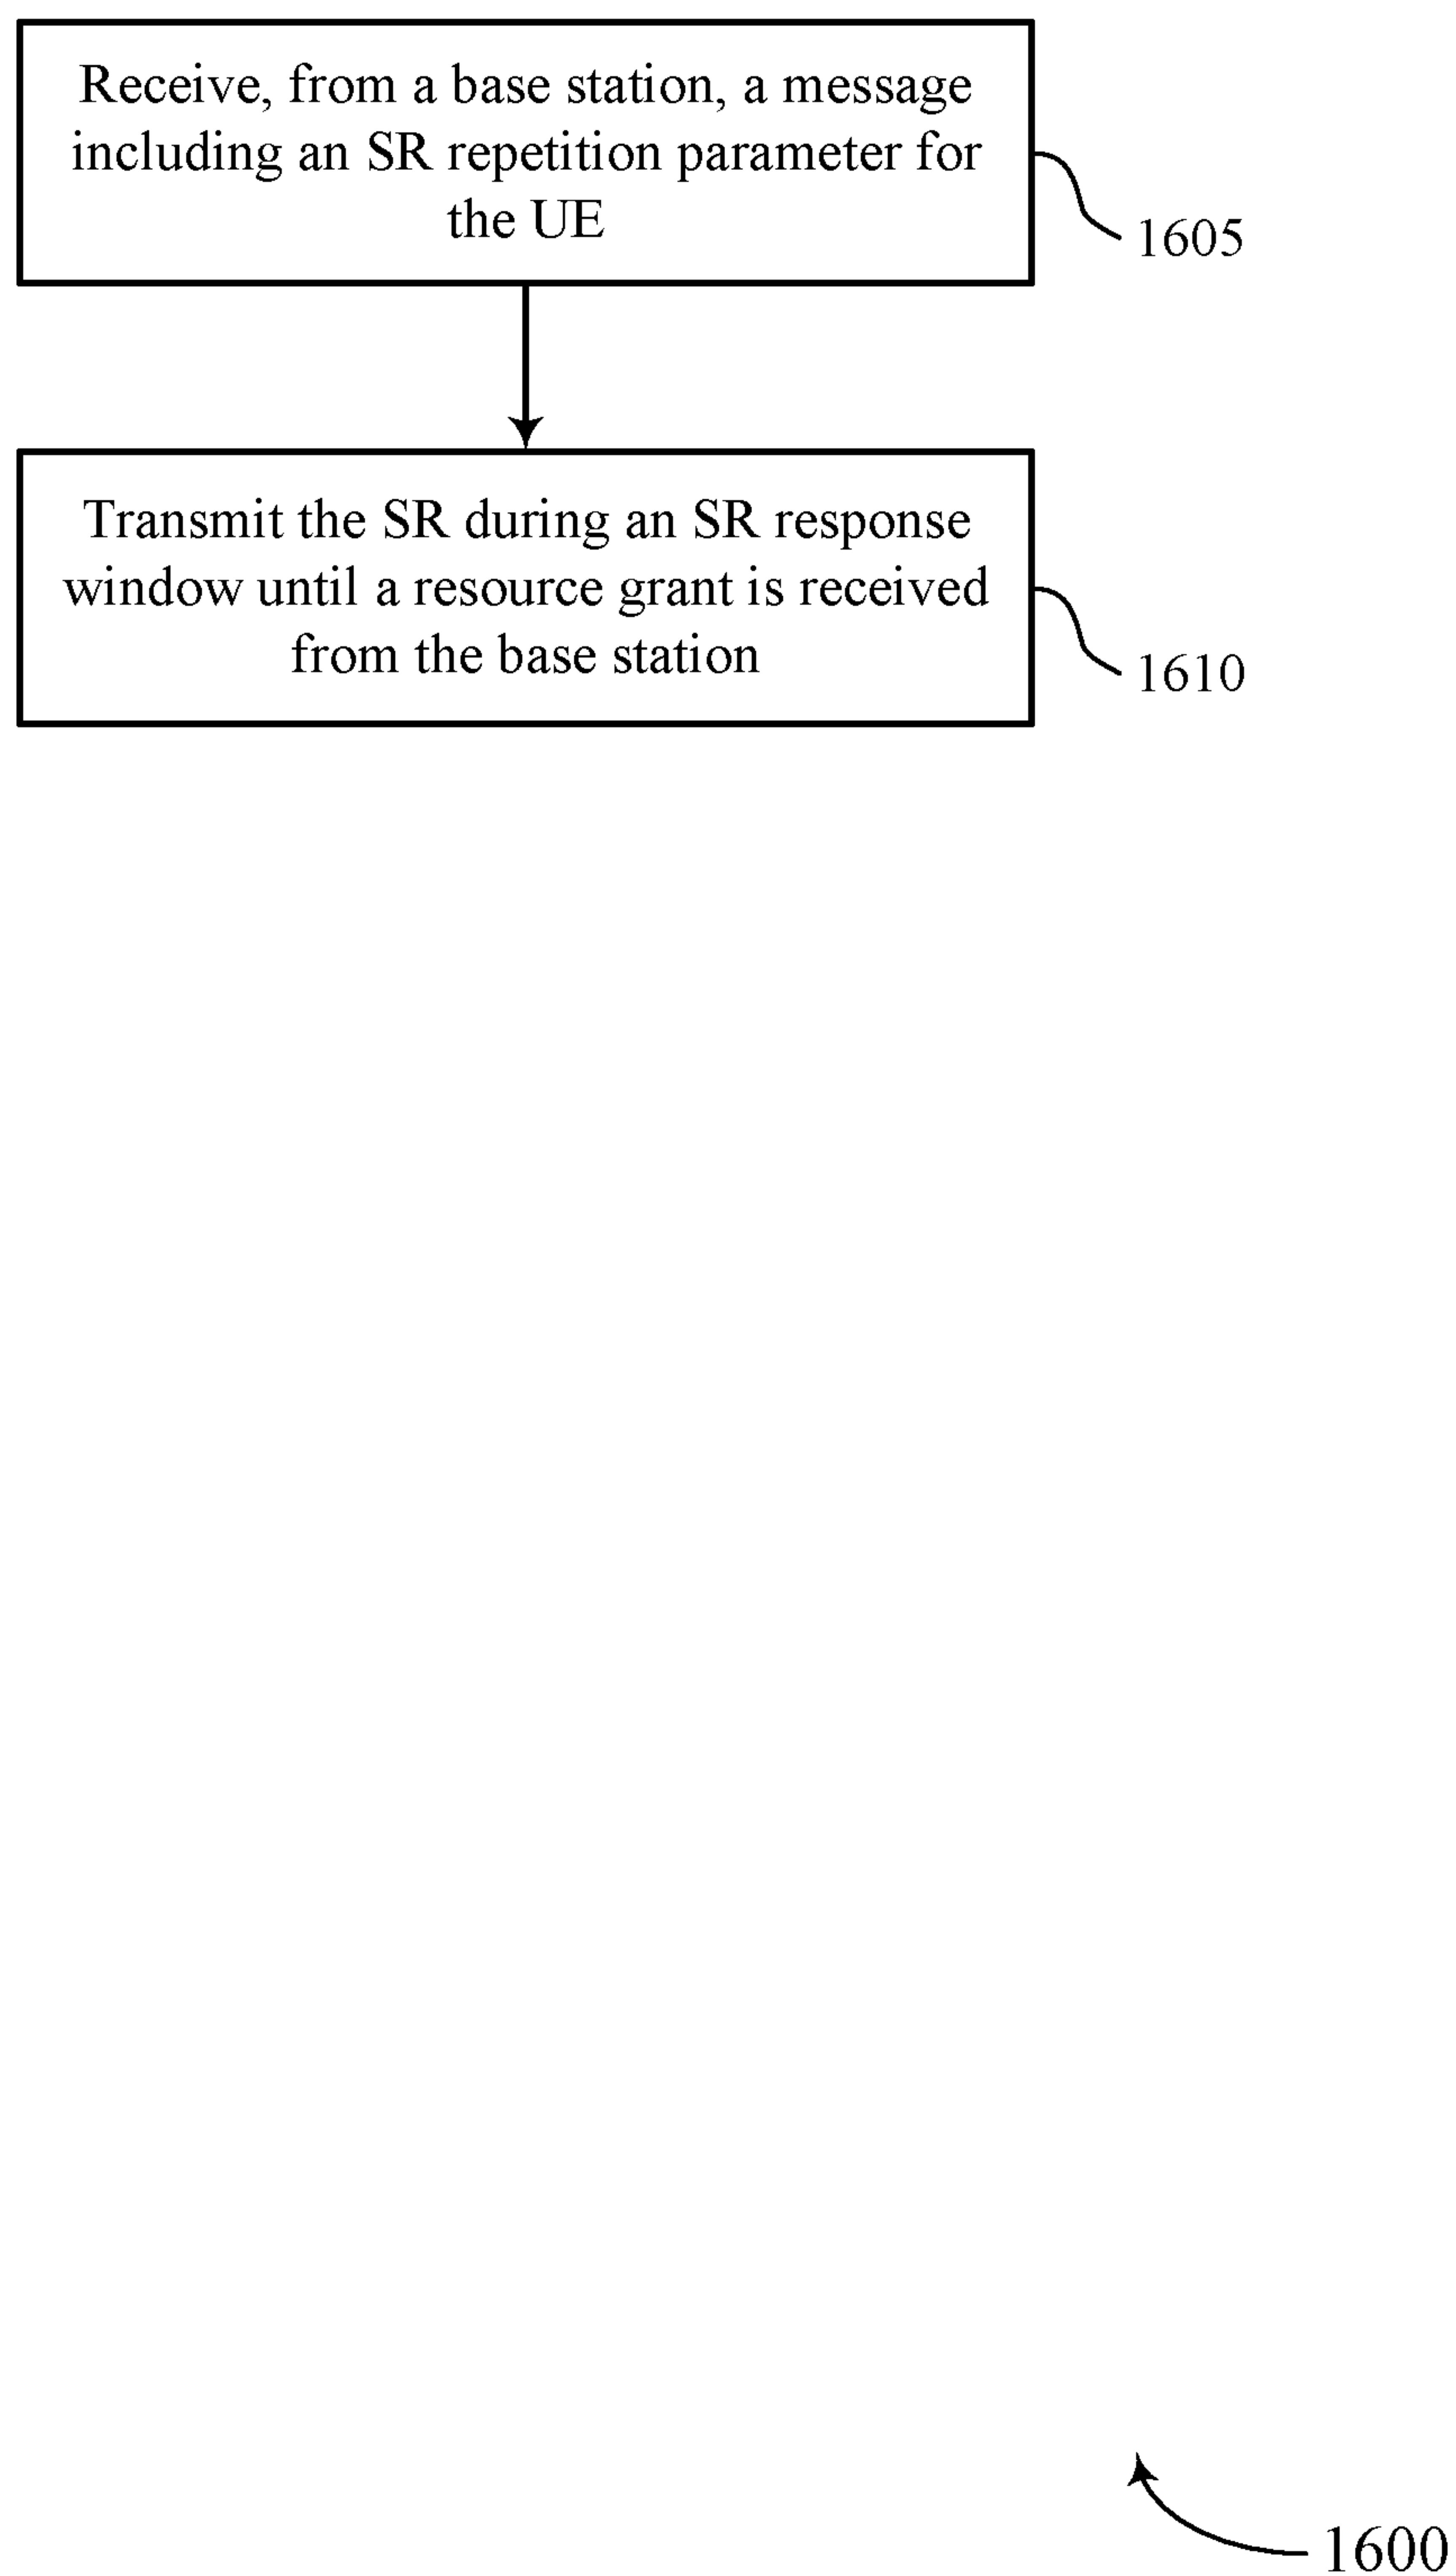 Receive, from a base station, a message
including an SR repetition parameter for
the UE
1605
Transmit the SR during an SR response
window until a resource grant is received
from the base station
1610
1600